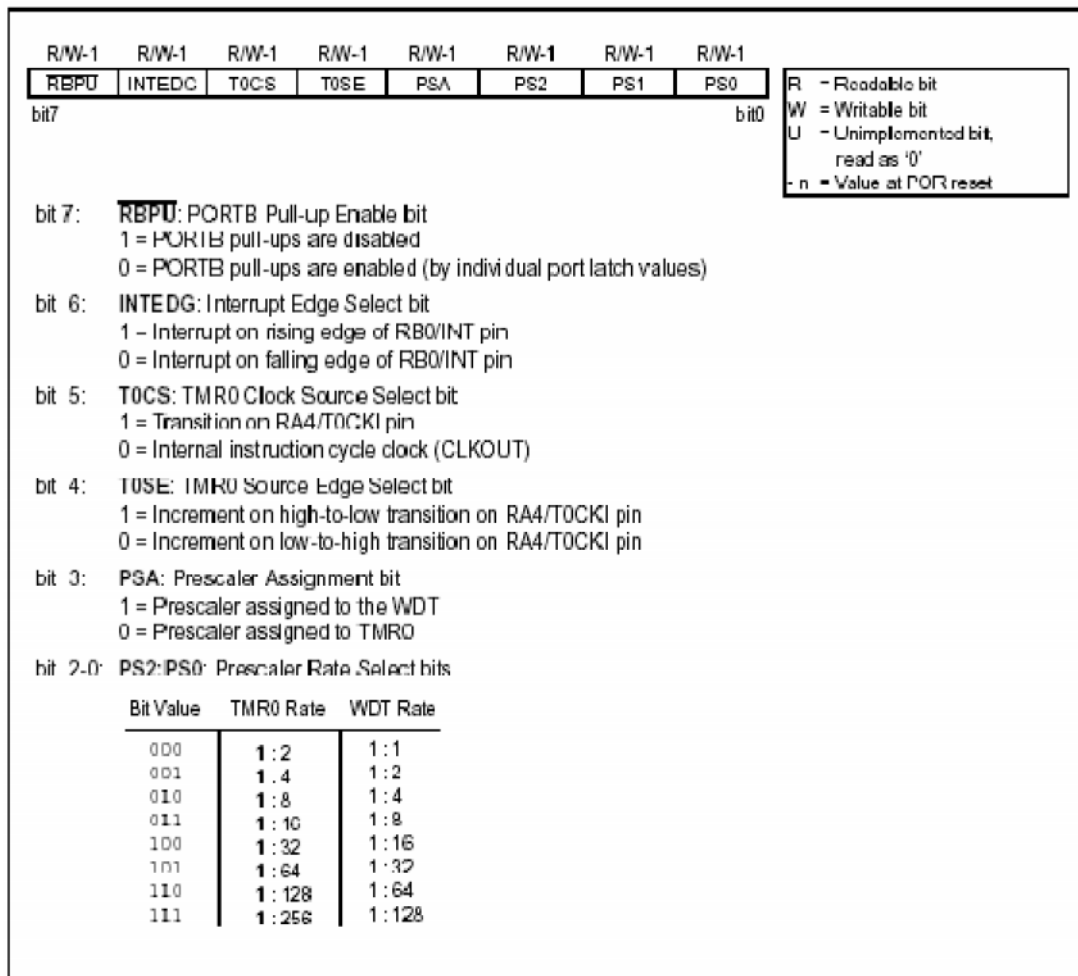 R/W-1 R/W-1 R/W-1 R/W-1 R/W-1 R/W-1 R/W-1 R/W-1
RBPU INTEDG T0CS T0SE PSA PS2 PS1 PS0
bit7 bit0
R = Readable bit
W = Writable bit
U = Unimplemented bit,
read as '0'
- n = Value at POR reset
bit 7: RBPU: PORTB Pull-up Enable bit
1 = PORTB pull-ups are disabled
0 = PORTB pull-ups are enabled (by individual port latch values)
bit 6: INTEDG: Interrupt Edge Select bit
1 = Interrupt on rising edge of RB0/INT pin
0 = Interrupt on falling edge of RB0/INT pin
bit 5: T0CS: TMR0 Clock Source Select bit
1 = Transition on RA4/T0CKI pin
0 = Internal instruction cycle clock (CLKOUT)
bit 4: T0SE: TMR0 Source Edge Select bit
1 = Increment on high-to-low transition on RA4/T0CKI pin
0 = Increment on low-to-high transition on RA4/T0CKI pin
bit 3: PSA: Prescaler Assignment bit
1 = Prescaler assigned to the WDT
0 = Prescaler assigned to TMR0
bit 2-0: PS2:PS0: Prescaler Rate Select bits
Bit Value TMR0 Rate WDT Rate
000 1 : 2 1 : 1
001 1 : 4 1 : 2
010 1 : 8 1 : 4
011 1 : 16 1 : 8
100 1 : 32 1 : 16
101 1 : 64 1 : 32
110 1 : 128 1 : 64
111 1 : 256 1 : 128